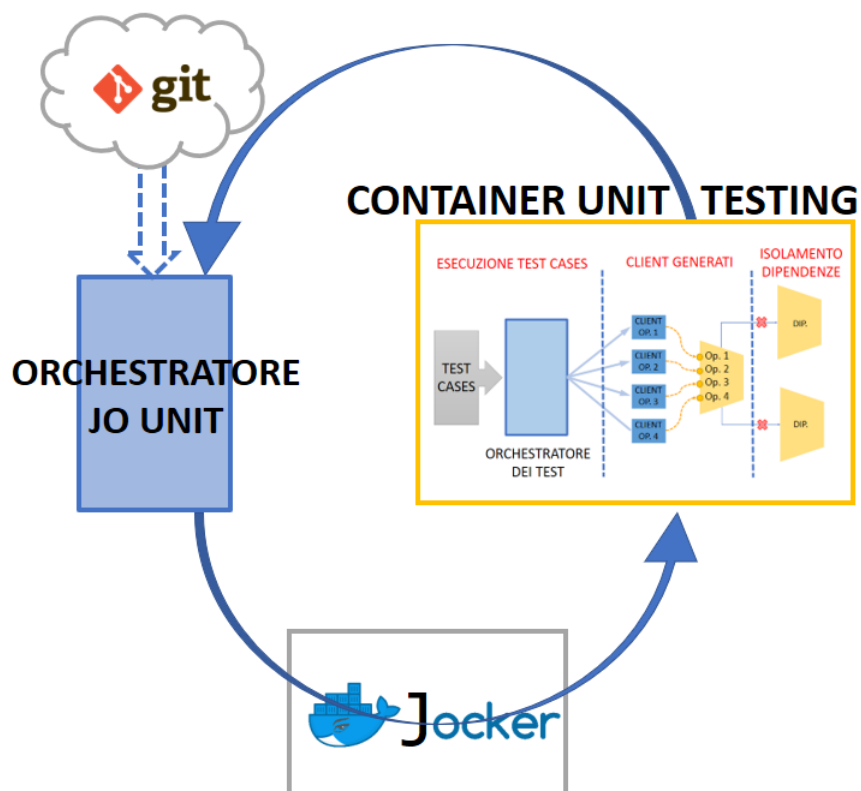 git
CONTAINER UNIT TESTING
ESECUZIONE TEST CASES
CLIENT GENERATI
ISOLAMENTO
DIPENDENZE
TEST
CASES
ORCHESTRATORE
DEI TEST
CLIENT
OP. 1
CLIENT
OP. 2
CLIENT
OP. 3
CLIENT
OP. 4
Op. 1
Op. 2
Op. 3
Op. 4
DIP.
DIP.
ORCHESTRATORE
JO UNIT
Jocker